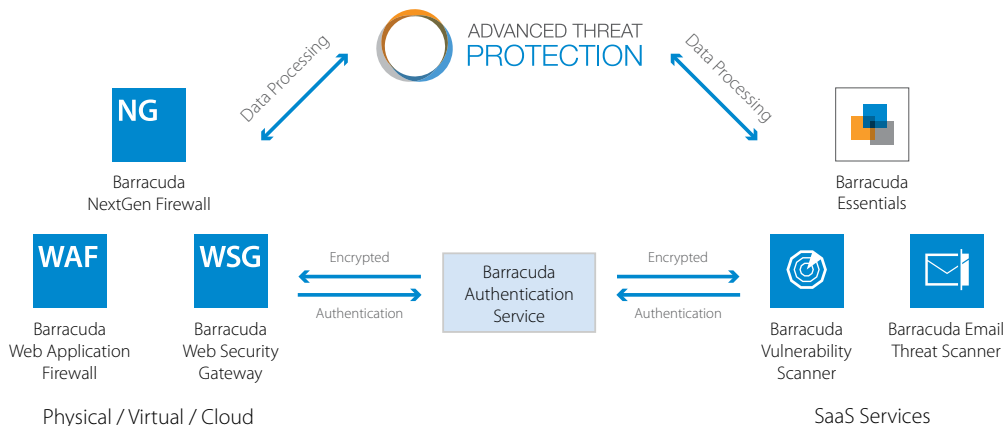 ADVANCED THREAT
PROTECTION
Data Processing
Data Processing
NG
Barracuda
NextGen Firewall
Barracuda
Essentials
WAF
Barracuda
Web Application
Firewall
WSG
Barracuda
Web Security
Gateway
Encrypted
Authentication
Barracuda
Authentication
Service
Encrypted
Authentication
Barracuda
Vulnerability
Scanner
Barracuda Email
Threat Scanner
Physical / Virtual / Cloud
SaaS Services